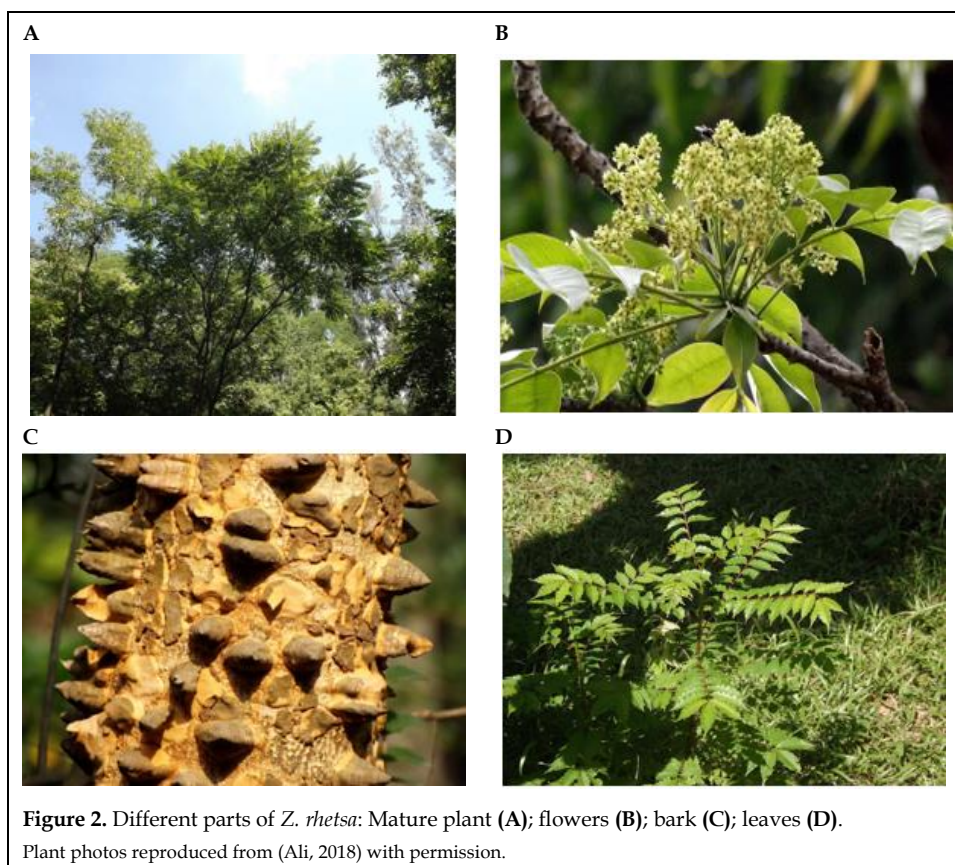 A
B
C
D
Figure 2. Different parts of Z. rhetsa: Mature plant (A); flowers (B); bark (C); leaves (D).
Plant photos reproduced from (Ali, 2018) with permission.